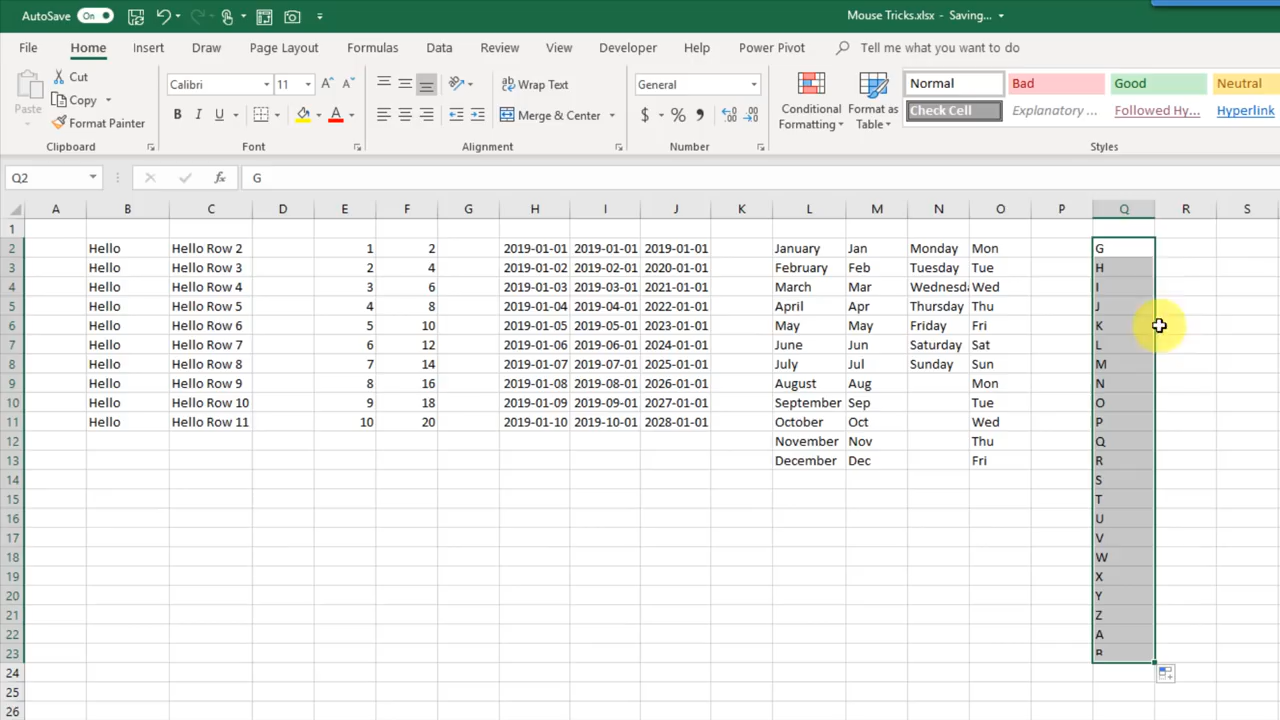 AutoSave On Mouse Tricks.xlsx - Saving...
File Home Insert Draw Page Layout Formulas Data Review View Developer Help Power Pivot Tell me what you want to do
Paste Cut Copy Format Painter
Calibri 11
B I U A
Wrap Text
Merge & Center
General
$ %
Conditional Formatting
Format as Table
Normal Bad Good Neutral
Check Cell Explanatory ... Followed Hy... Hyperlink
Clipboard Font Alignment Number Styles
Q2 fx G
A B C D E F G H I J K L M N O P Q R S
1
2 Hello Hello Row 2 1 2 2019-01-01 2019-01-01 2019-01-01 January Jan Monday Mon G
3 Hello Hello Row 3 2 4 2019-01-02 2019-02-01 2020-01-01 February Feb Tuesday Tue H
4 Hello Hello Row 4 3 6 2019-01-03 2019-03-01 2021-01-01 March Mar Wednesda Wed I
5 Hello Hello Row 5 4 8 2019-01-04 2019-04-01 2022-01-01 April Apr Thursday Thu J
6 Hello Hello Row 6 5 10 2019-01-05 2019-05-01 2023-01-01 May May Friday Fri K
7 Hello Hello Row 7 6 12 2019-01-06 2019-06-01 2024-01-01 June Jun Saturday Sat L
8 Hello Hello Row 8 7 14 2019-01-07 2019-07-01 2025-01-01 July Jul Sunday Sun M
9 Hello Hello Row 9 8 16 2019-01-08 2019-08-01 2026-01-01 August Aug Mon N
10 Hello Hello Row 10 9 18 2019-01-09 2019-09-01 2027-01-01 September Sep Tue O
11 Hello Hello Row 11 10 20 2019-01-10 2019-10-01 2028-01-01 October Oct Wed P
12 November Nov Thu Q
13 December Dec Fri R
14 S
15 T
16 U
17 V
18 W
19 X
20 Y
21 Z
22 A
23 B
24
25
26